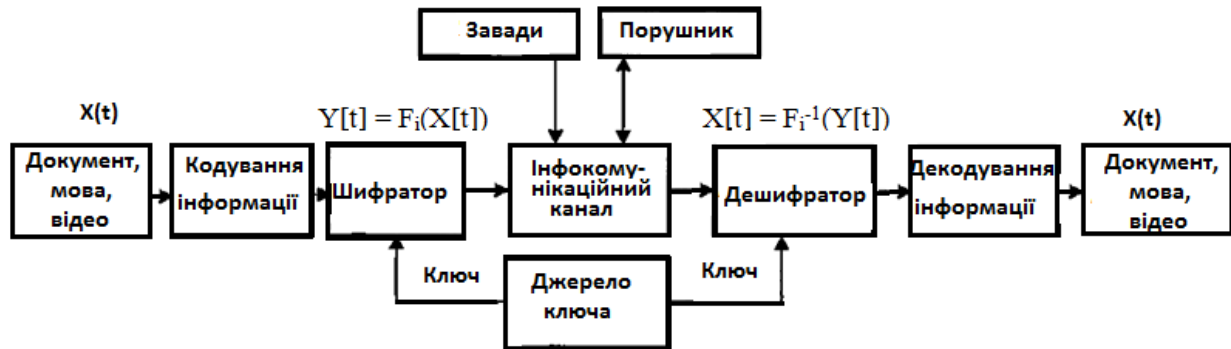 Завади
Порушник
X(t)
Y[t] = Fi(X[t])
X[t] = Fi-1(Y[t])
X(t)
Документ,
мова,
відео
Кодування
інформації
Шифратор
Інфокому-
нікаційний
канал
Дешифратор
Декодування
інформації
Документ,
мова,
відео
Ключ
Джерело
ключа
Ключ